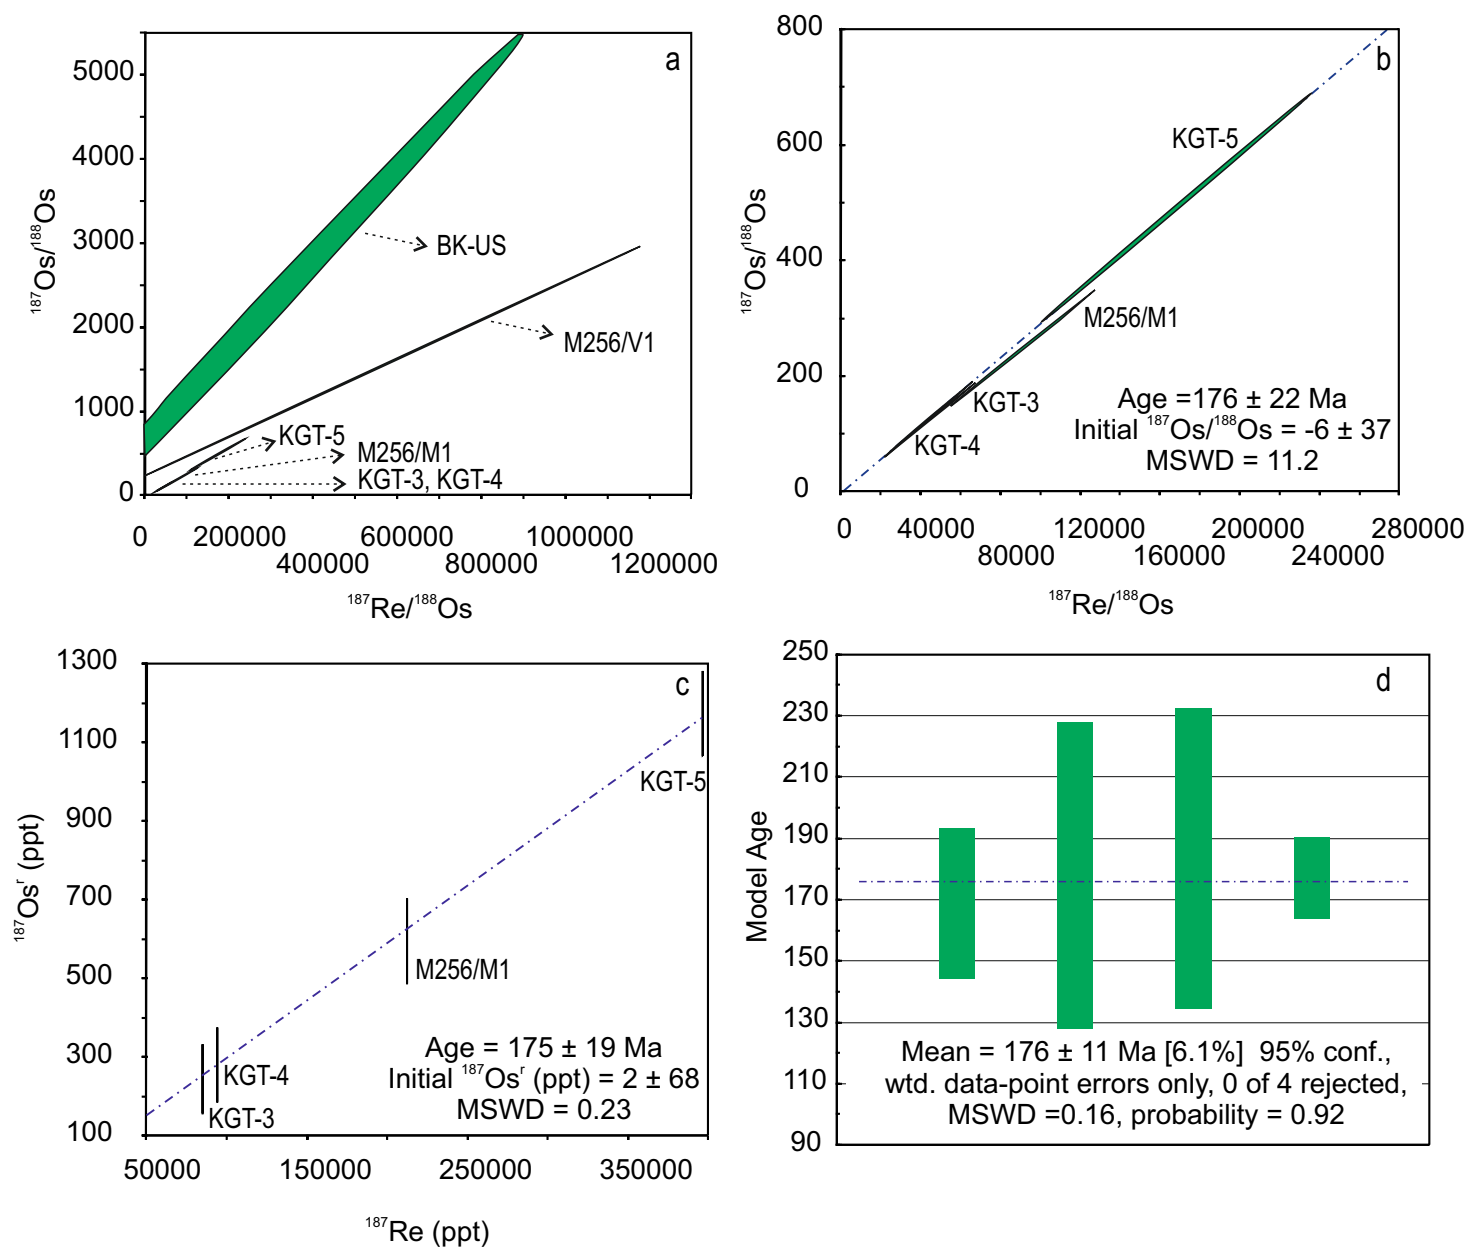 a
5000
4000
3000
2000
1000
0
187Os/188Os
BK-US
M256/V1
KGT-5
M256/M1
KGT-3, KGT-4
0 200000 400000 600000 800000 1000000 1200000
187Re/188Os
b
800
600
400
200
0
187Os/188Os
KGT-5
M256/M1
KGT-3
KGT-4
Age =176 ± 22 Ma
Initial 187Os/188Os = -6 ± 37
MSWD = 11.2
0 40000 80000 120000 160000 200000 240000 280000
187Re/188Os
c
1300
1100
900
700
500
300
100
187Osr (ppt)
KGT-5
M256/M1
KGT-4
KGT-3
Age = 175 ± 19 Ma
Initial 187Osr (ppt) = 2 ± 68
MSWD = 0.23
50000 150000 250000 350000
187Re (ppt)
d
250
230
210
190
170
150
130
110
90
Model Age
Mean = 176 ± 11 Ma [6.1%] 95% conf.,
wtd. data-point errors only, 0 of 4 rejected,
MSWD =0.16, probability = 0.92